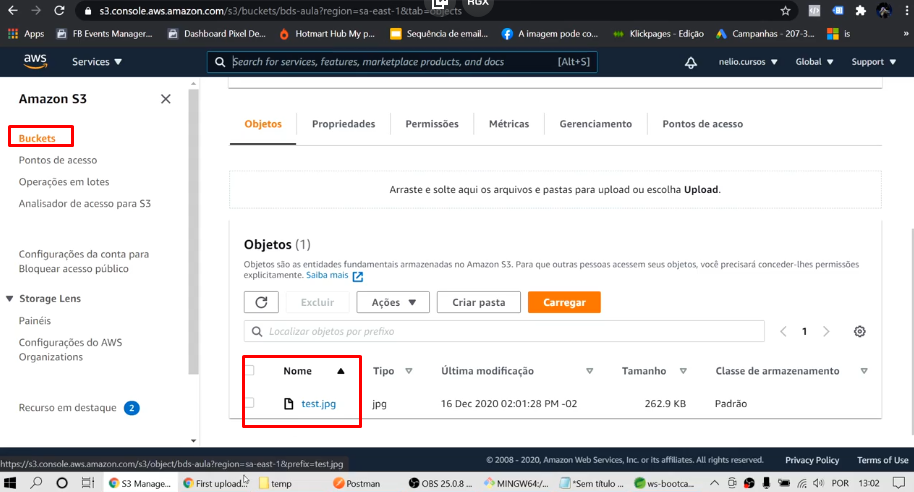 s3.console.aws.amazon.com/s3/buckets/bds-aula?region=sa-east-1&tab=objects
HGX
Apps
FB Events Manager...
Dashboard Pixel De...
Hotmart Hub My p...
Sequência de email...
A imagem pode co...
Klickpages - Edição
Campanhas - 207-3...
is
»
aws
Services
Search for services, features, marketplace products, and docs
[Alt+S]
nelio.cursos
Global
Support
Amazon S3
Buckets
Pontos de acesso
Operações em lotes
Analisador de acesso para S3
Configurações da conta para
Bloquear acesso público
Storage Lens
Painéis
Configurações do AWS
Organizations
Recurso em destaque
2
Objetos
Propriedades
Permissões
Métricas
Gerenciamento
Pontos de acesso
Arraste e solte aqui os arquivos e pastas para upload ou escolha Upload.
Objetos (1)
Objetos são as entidades fundamentais armazenadas no Amazon S3. Para que outras pessoas acessem seus objetos, você precisará conceder-lhes permissões
explicitamente. Saiba mais
Excluir
Ações
Criar pasta
Carregar
Localizar objetos por prefixo
1
Nome
Tipo
Última modificação
Tamanho
Classe de armazenamento
test.jpg
jpg
16 Dec 2020 02:01:28 PM -02
262.9 KB
Padrão
https://s3.console.aws.amazon.com/s3/object/bds-aula?region=sa-east-1&prefix=test.jpg
© 2008 - 2020, Amazon Web Services, Inc. or its affiliates. All rights reserved.
Privacy Policy
Terms of Use
S3 Manage...
First upload...
temp
Postman
OBS 25.0.8 ...
MINGW64:/...
*Sem título ...
ws-bootca...
POR
13:02